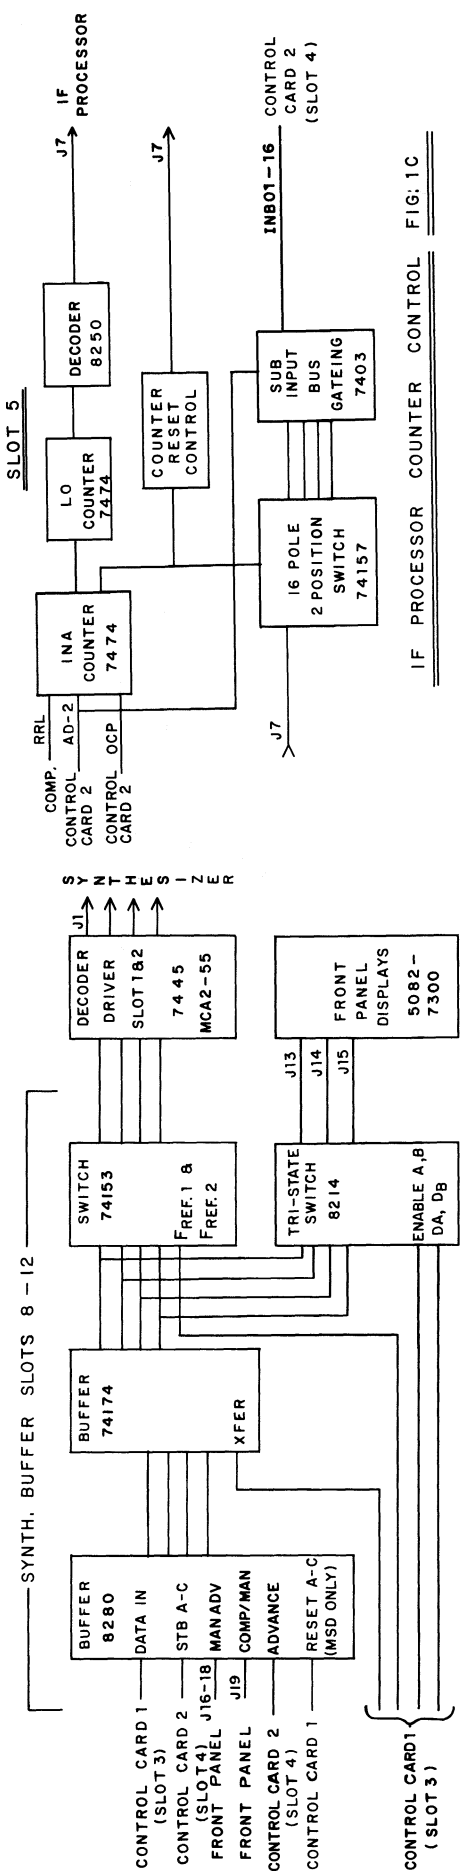 SYNTH. BUFFER SLOTS 8-12
CONTROL CARD 1
(SLOT 3)
CONTROL CARD 2
(SLOT 4)
FRONT PANEL
J16-18
FRONT PANEL
J19
CONTROL CARD 2
(SLOT 4)
CONTROL CARD 1
BUFFER
8280
DATA IN
STB A-C
MAN ADV
COMP/MAN
ADVANCE
RESET A-C
(MSD ONLY)
CONTROL CARD 1
(SLOT 3)
BUFFER
74174
XFER
SWITCH
74153
FREF. 1 &
FREF. 2
TRI-STATE
SWITCH
8214
ENABLE A,B
DA, DB
DECODER
DRIVER
SLOT 1&2
7445
MCA2-55
J1
SYNTHESIZER
J13
J14
J15
FRONT
PANEL
DISPLAYS
5082-
7300
SLOT 5
COMP.
RRL
CONTROL
CARD 2
AD-2
CONTROL
CARD 2
OCP
INA
COUNTER
7474
LO
COUNTER
7474
DECODER
8250
J7
IF
PROCESSOR
COUNTER
RESET
CONTROL
J7
J7
16 POLE
2 POSITION
SWITCH
74157
SUB
INPUT
BUS
GATEING
7403
INB01-16
CONTROL
CARD 2
(SLOT 4)
IF PROCESSOR COUNTER CONTROL FIG: 1C